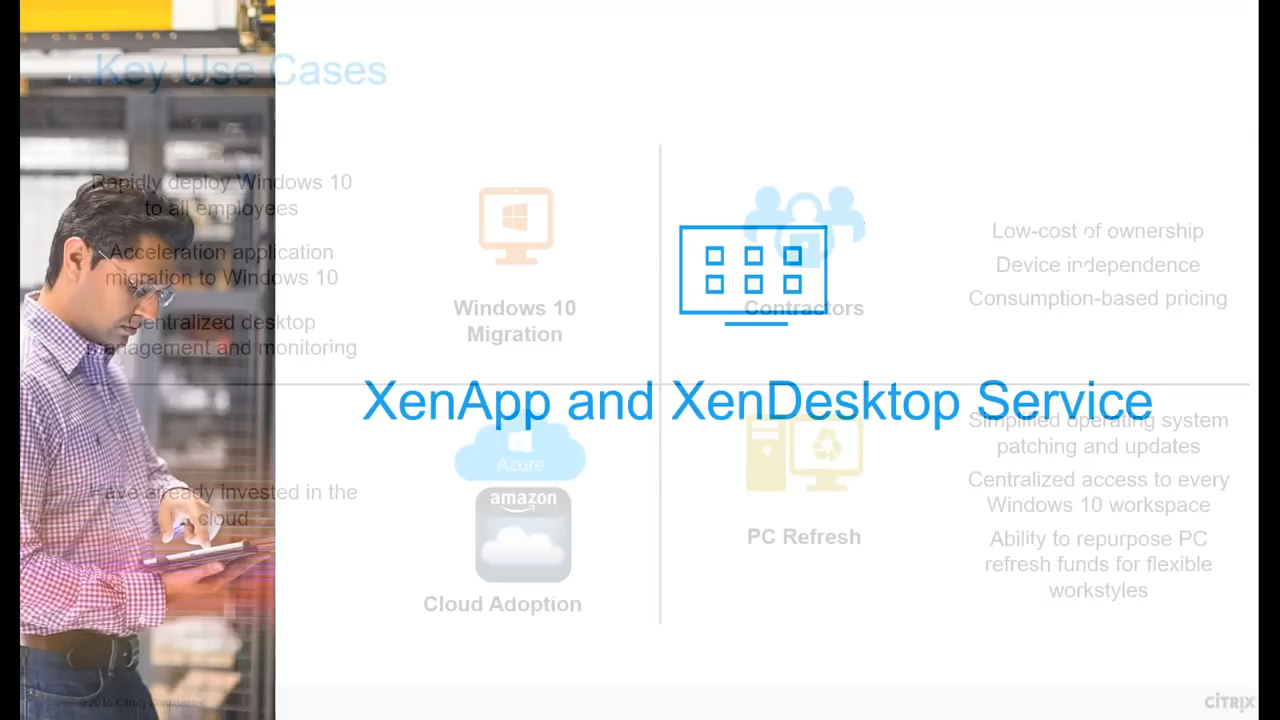 Key Use Cases
Rapidly deploy Windows 10
to all employees
Acceleration application
migration to Windows 10
Centralized desktop
management and monitoring
Windows 10
Migration
Contractors
Low-cost of ownership
Device independence
Consumption-based pricing
XenApp and XenDesktop Service
Have already invested in the
cloud
Azure
amazon
Cloud Adoption
PC Refresh
Simplified operating system
patching and updates
Centralized access to every
Windows 10 workspace
Ability to repurpose PC
refresh funds for flexible
workstyles
Citrix
CİTRIX